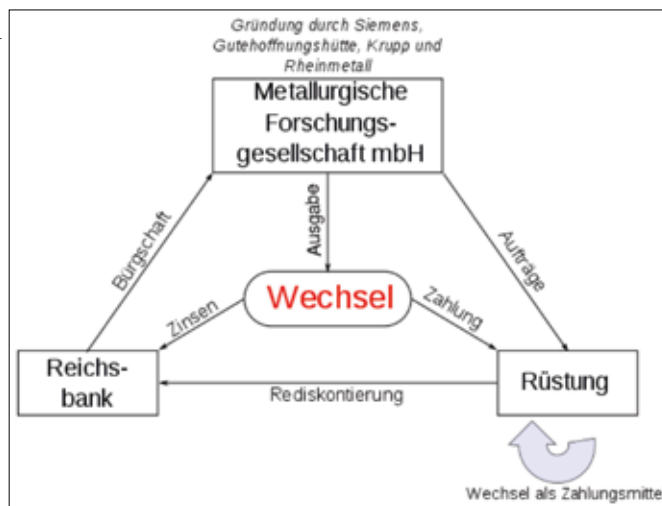 Gründung durch Siemens,
Gutehoffnungshütte, Krupp und
Rheinmetall
Metallurgische
Forschungs-
gesellschaft mbH
Bürgschaft
Ausgabe
Aufträge
Wechsel
Zinsen
Zahlung
Reichs-
bank
Rediskontierung
Rüstung
Wechsel als Zahlungsmitte